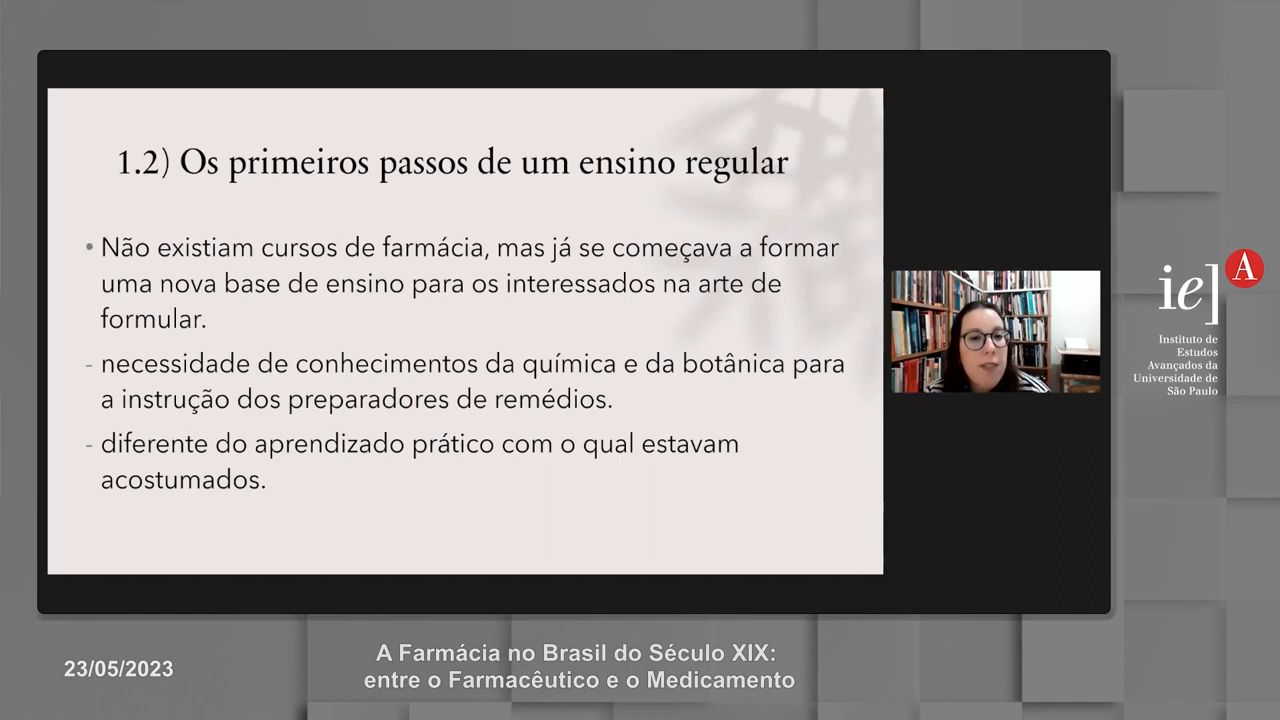 1.2) Os primeiros passos de um ensino regular
• Não existiam cursos de farmácia, mas já se começava a formar
uma nova base de ensino para os interessados na arte de
formular.
- necessidade de conhecimentos da química e da botânica para
a instrução dos preparadores de remédios.
- diferente do aprendizado prático com o qual estavam
acostumados.
ie] A
Instituto de
Estudos
Avançados da
Universidade de
São Paulo
23/05/2023
A Farmácia no Brasil do Século XIX:
entre o Farmacêutico e o Medicamento